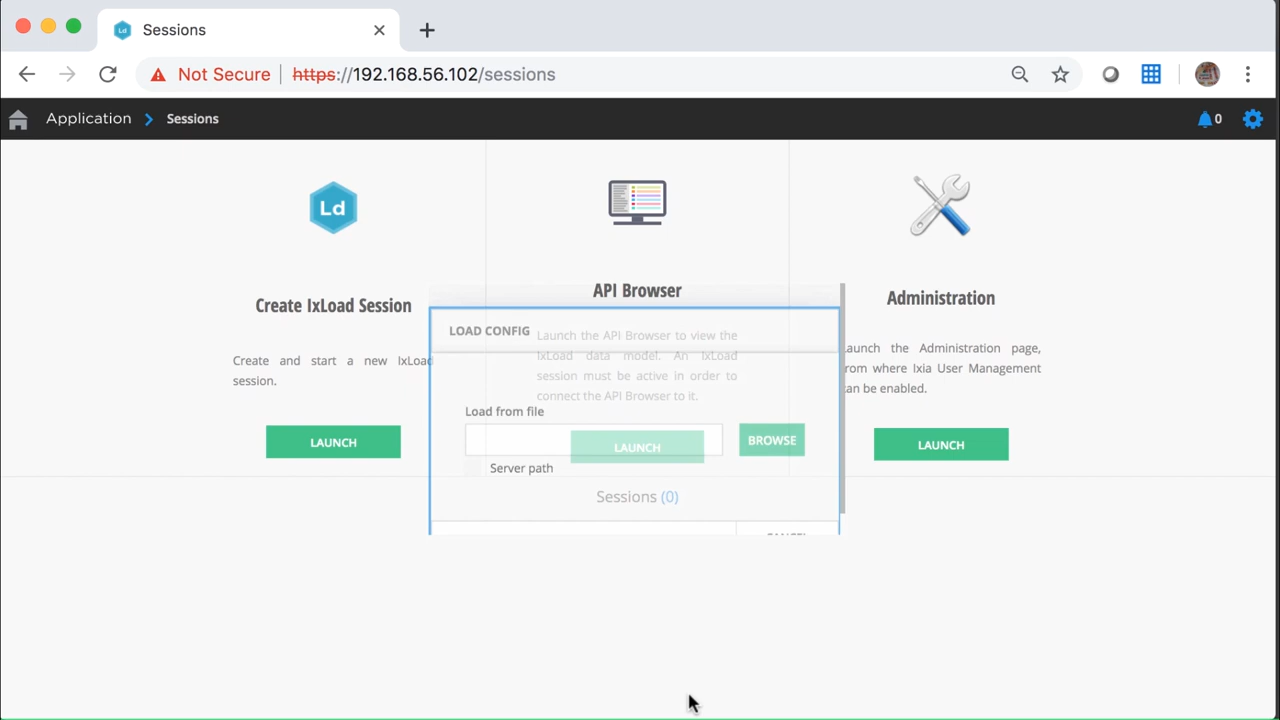 Ld
Sessions
Not Secure
https://192.168.56.102/sessions
Application
Sessions
0
Ld
Create IxLoad Session
Create and start a new IxLoad
session.
LAUNCH
API Browser
Launch the API Browser to view the
IxLoad data model. An IxLoad
session must be active in order to
connect the API Browser to it.
LAUNCH
Administration
Launch the Administration page,
from where Ixia User Management
can be enabled.
LAUNCH
LOAD CONFIG
Load from file
BROWSE
Server path
Sessions (0)
CANCEL